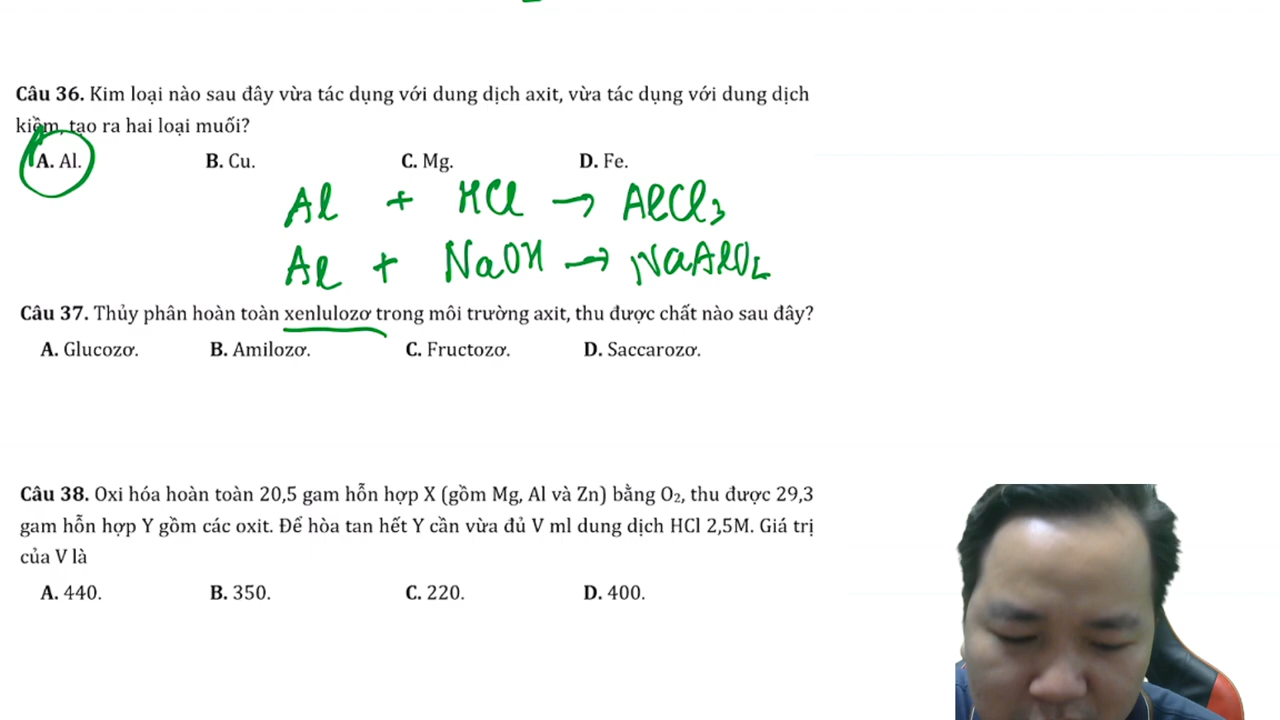 Câu 36. Kim loại nào sau đây vừa tác dụng với dung dịch axit, vừa tác dụng với dung dịch
kiềm, tạo ra hai loại muối?
A. Al. B. Cu. C. Mg. D. Fe.
Al + HCl → AlCl3
Al + NaOH → NaAlO2
Câu 37. Thủy phân hoàn toàn xenlulozơ trong môi trường axit, thu được chất nào sau đây?
A. Glucozơ. B. Amilozơ. C. Fructozơ. D. Saccarozơ.
Câu 38. Oxi hóa hoàn toàn 20,5 gam hỗn hợp X (gồm Mg, Al và Zn) bằng O₂, thu được 29,3
gam hỗn hợp Y gồm các oxit. Để hòa tan hết Y cần vừa đủ V ml dung dịch HCl 2,5M. Giá trị
của V là
A. 440. B. 350. C. 220. D. 400.